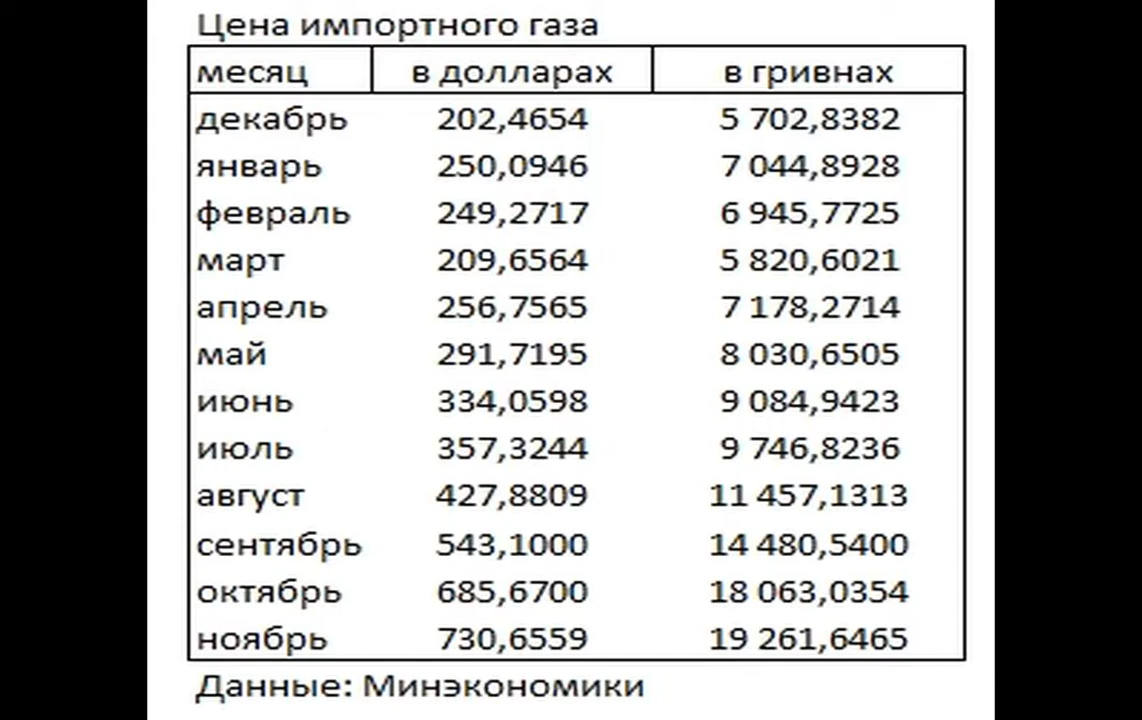 Цена импортного газа
месяц в долларах в гривнах
декабрь 202,4654 5 702,8382
январь 250,0946 7 044,8928
февраль 249,2717 6 945,7725
март 209,6564 5 820,6021
апрель 256,7565 7 178,2714
май 291,7195 8 030,6505
июнь 334,0598 9 084,9423
июль 357,3244 9 746,8236
август 427,8809 11 457,1313
сентябрь 543,1000 14 480,5400
октябрь 685,6700 18 063,0354
ноябрь 730,6559 19 261,6465
Данные: Минэкономики